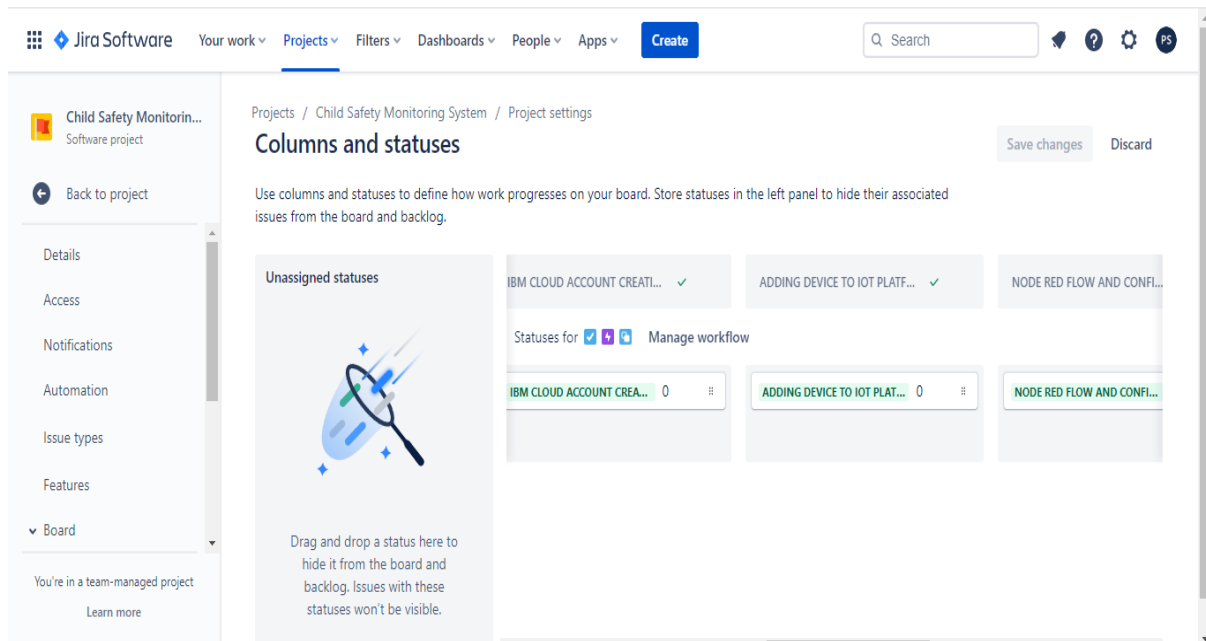 Jira Software Your work Projects Filters Dashboards People Apps Create Search ? PS
Child Safety Monitorin...
Software project
Back to project
Details
Access
Notifications
Automation
Issue types
Features
Board
You're in a team-managed project
Learn more
Projects / Child Safety Monitoring System / Project settings
Columns and statuses
Save changes Discard
Use columns and statuses to define how work progresses on your board. Store statuses in the left panel to hide their associated
issues from the board and backlog.
Unassigned statuses
Drag and drop a status here to
hide it from the board and
backlog. Issues with these
statuses won't be visible.
IBM CLOUD ACCOUNT CREATI... ADDING DEVICE TO IOT PLATF... NODE RED FLOW AND CONFI...
Statuses for Manage workflow
IBM CLOUD ACCOUNT CREA... 0 ADDING DEVICE TO IOT PLAT... 0 NODE RED FLOW AND CONFI...